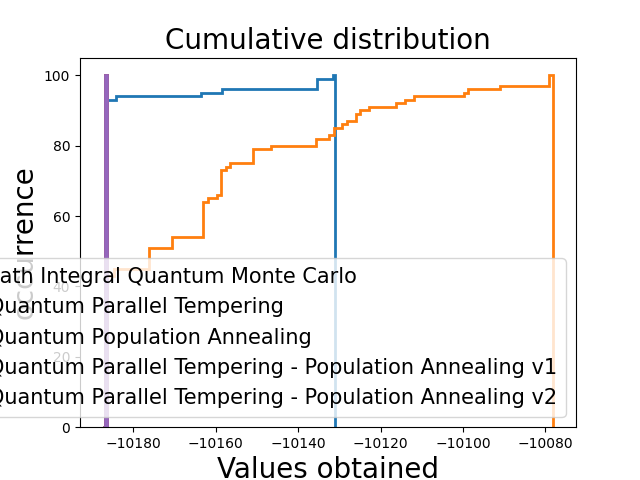 Cumulative distribution
100
80
60
40
20
0
occurrence
ath Integral Quantum Monte Carlo
Quantum Parallel Tempering
Quantum Population Annealing
Quantum Parallel Tempering - Population Annealing v1
Quantum Parallel Tempering - Population Annealing v2
−10180 −10160 −10140 −10120 −10100 −10080
Values obtained